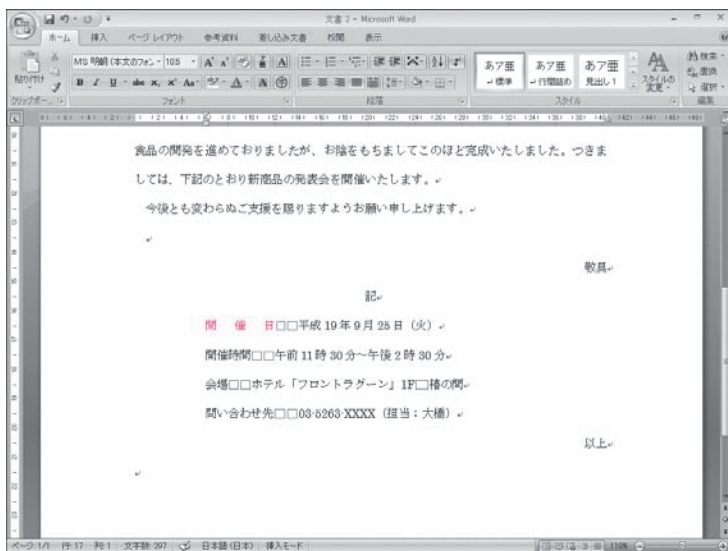 文書 2 - Microsoft Word
ホーム 挿入 ページ レイアウト 参考資料 差し込み文書 校閲 表示
MS 明朝 (本文のフォン 10.5
あア亜 あア亜 あア亜
標準 行間詰め 見出し 1
スタイルの変更
検索
置換
選択
貼り付け
クリップボー... フォント 段落 スタイル 編集
食品の開発を進めておりましたが、お陰をもちましてこのほど完成いたしました。つきま
しては、下記のとおり新商品の発表会を開催いたします。
今後とも変わらぬご支援を賜りますようお願い申し上げます。
敬具
記
開 催 日□□平成 19 年 9 月 25 日（火）
開催時間□□午前 11 時 30 分～午後 2 時 30 分
会場□□ホテル「フロントラグーン」1F□椿の間
問い合わせ先□□03-5263-XXXX（担当：大橋）
以上
ページ: 1/1 行: 17 列: 1 文字数: 297 日本語 (日本) 挿入モード 110%